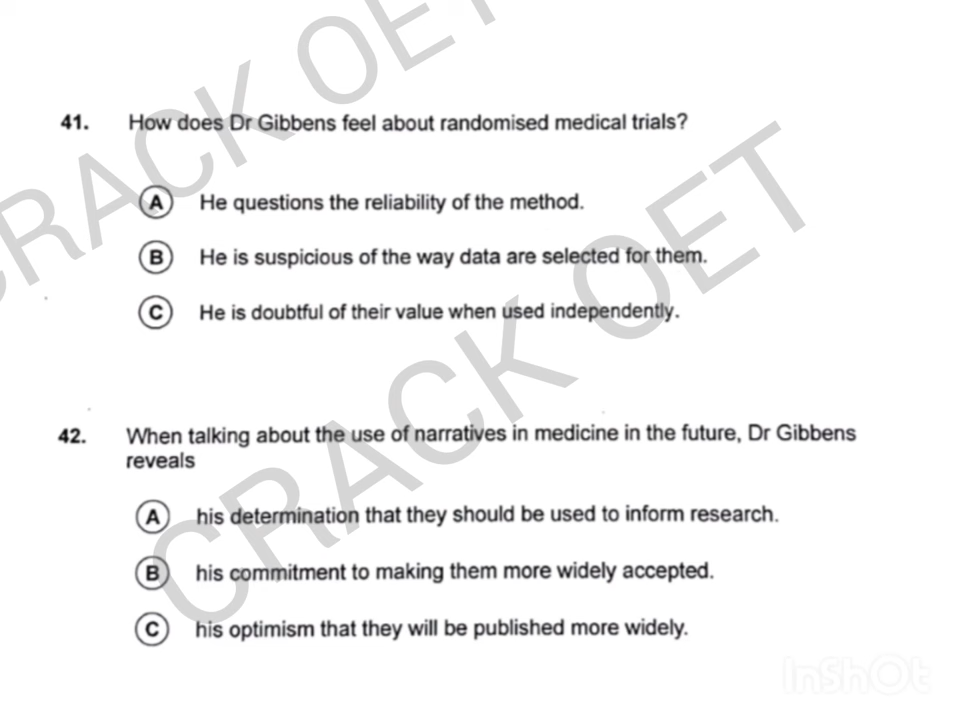 CRACK OET
41. How does Dr Gibbens feel about randomised medical trials?
A He questions the reliability of the method.
B He is suspicious of the way data are selected for them.
C He is doubtful of their value when used independently.
CRACK OET
42. When talking about the use of narratives in medicine in the future, Dr Gibbens
reveals
A his determination that they should be used to inform research.
B his commitment to making them more widely accepted.
C his optimism that they will be published more widely.
InShOt